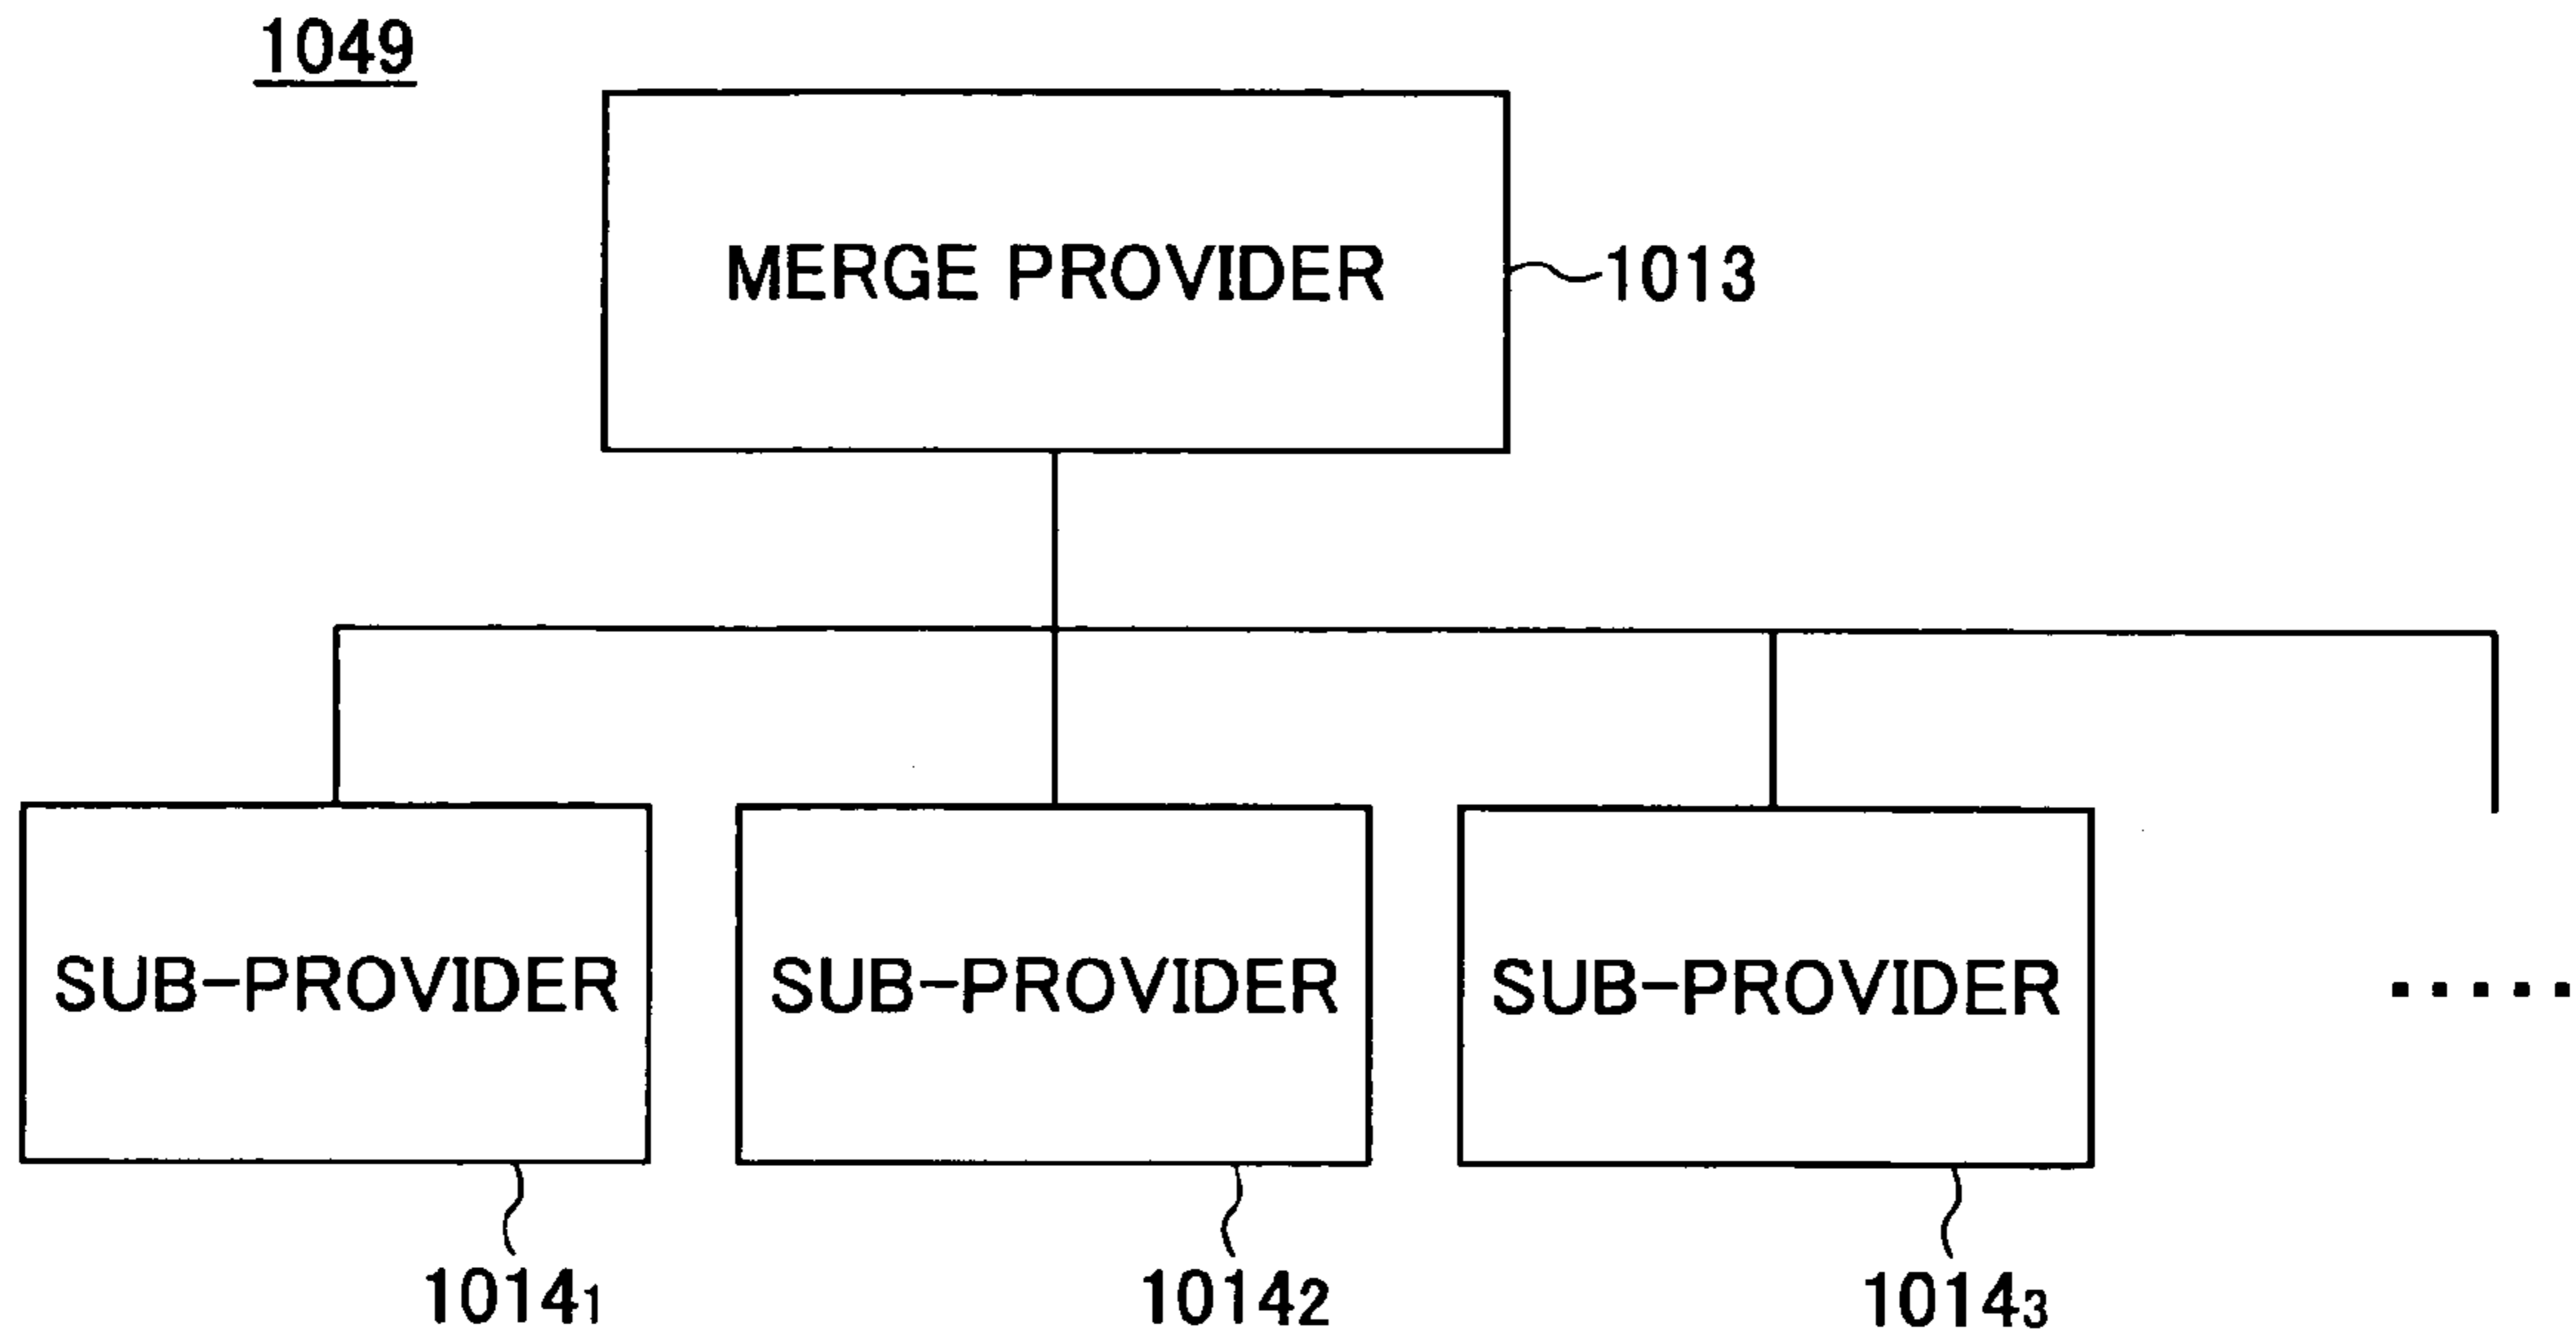 1049
MERGE PROVIDER
1013
SUB-PROVIDER
SUB-PROVIDER
SUB-PROVIDER
.....
1014₁
1014₂
1014₃